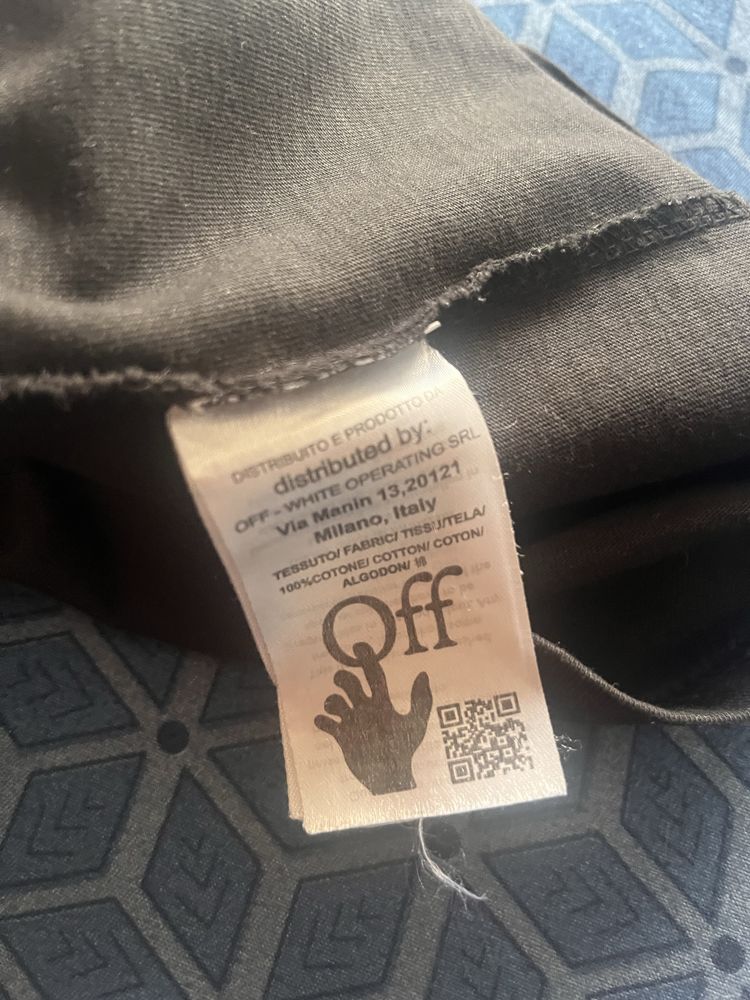 DISTRIBUITO E PRODOTTO DA
distributed by:
OFF - WHITE OPERATING SRL
Via Manin 13,20121
Milano, Italy
TESSUTO/ FABRIC/ TISSU/TELA/
100%COTONE/ COTTON/ COTON/
ALGODON/
Off